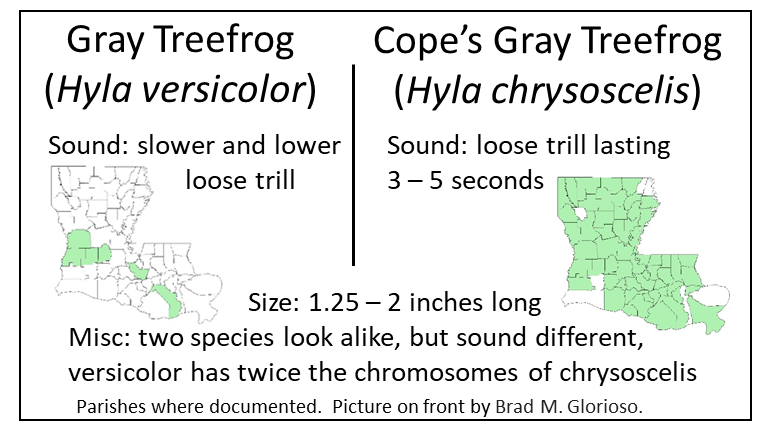 Gray Treefrog
(Hyla versicolor)
Sound: slower and lower
loose trill
Cope's Gray Treefrog
(Hyla chrysoscelis)
Sound: loose trill lasting
3 – 5 seconds
Size: 1.25 – 2 inches long
Misc: two species look alike, but sound different,
versicolor has twice the chromosomes of chrysoscelis
Parishes where documented.  Picture on front by Brad M. Glorioso.